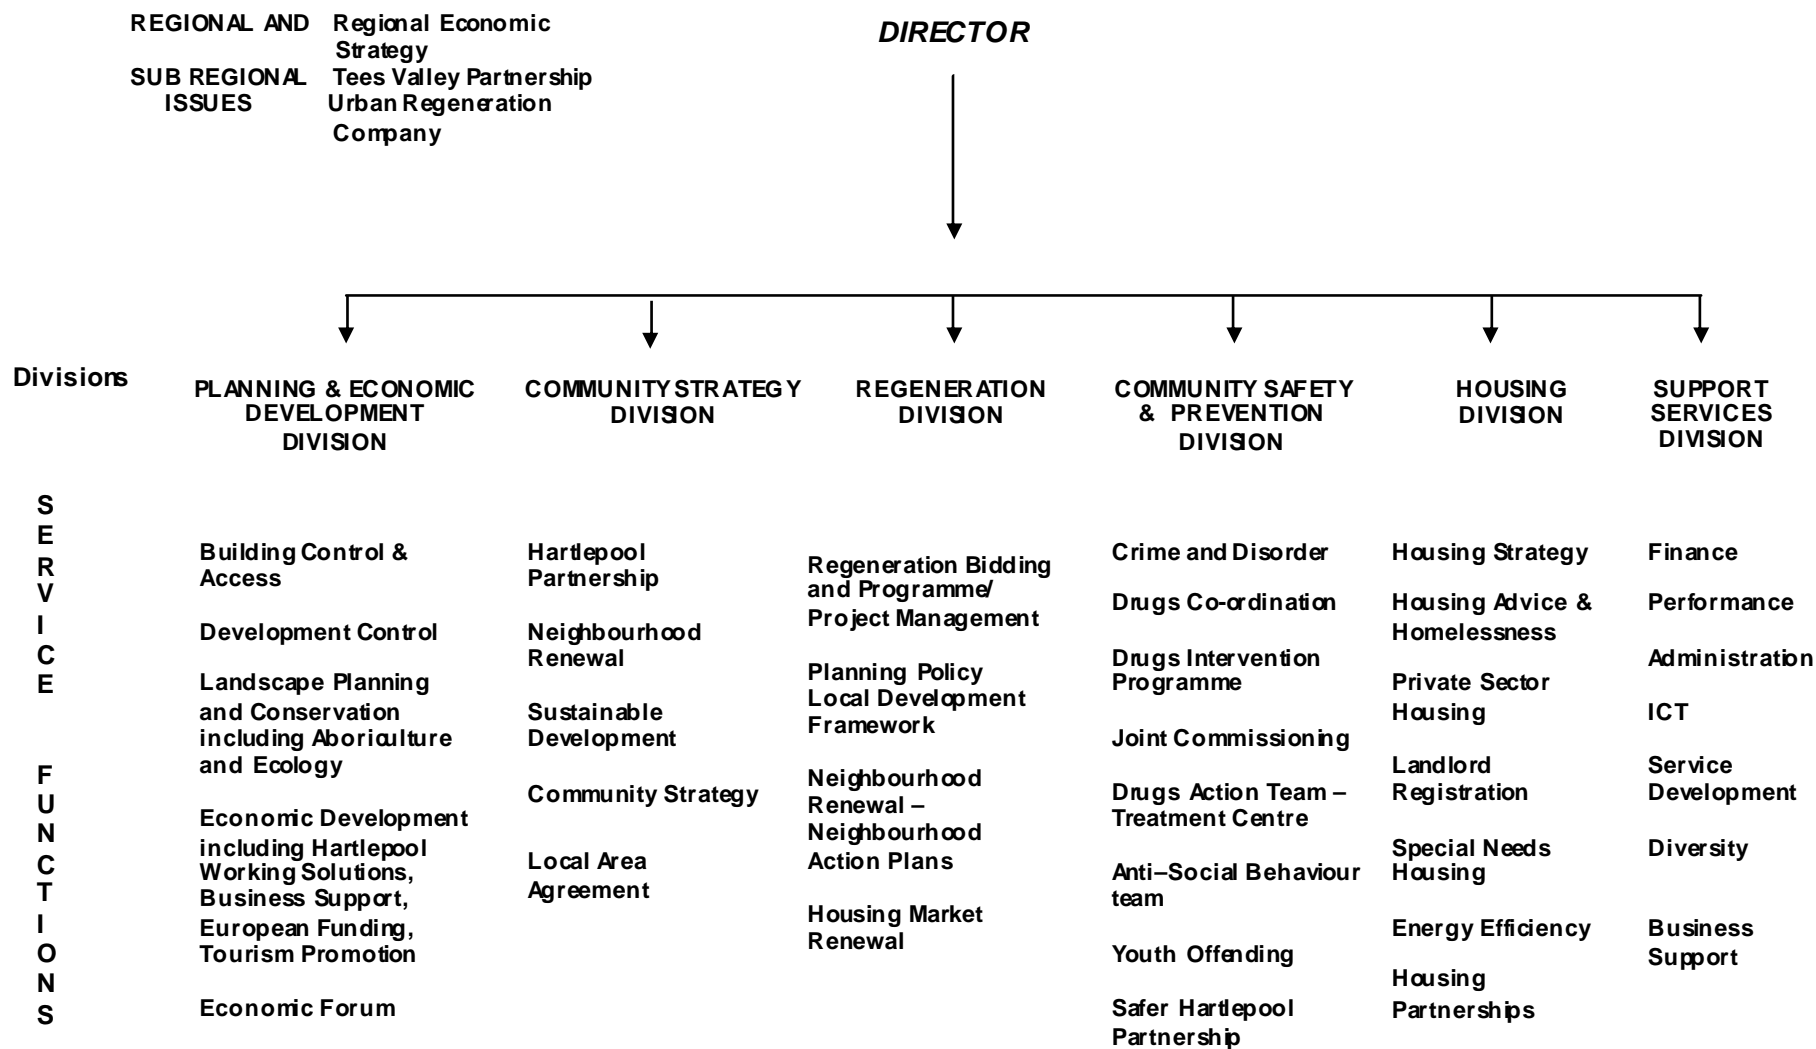 REGIONAL AND Regional Economic
Strategy
SUB REGIONAL Tees Valley Partnership
ISSUES Urban Regeneration
Company
DIRECTOR
Divisions
PLANNING & ECONOMIC
DEVELOPMENT
DIVISION
COMMUNITY STRATEGY
DIVISION
REGENERATION
DIVISION
COMMUNITY SAFETY
& PREVENTION
DIVISION
HOUSING
DIVISION
SUPPORT
SERVICES
DIVISION
SERVICE
FUNCTIONS
Building Control &
Access
Development Control
Landscape Planning
and Conservation
including Aboriculture
and Ecology
Economic Development
including Hartlepool
Working Solutions,
Business Support,
European Funding,
Tourism Promotion
Economic Forum
Hartlepool
Partnership
Neighbourhood
Renewal
Sustainable
Development
Community Strategy
Local Area
Agreement
Regeneration Bidding
and Programme/
Project Management
Planning Policy
Local Development
Framework
Neighbourhood
Renewal –
Neighbourhood
Action Plans
Housing Market
Renewal
Crime and Disorder
Drugs Co-ordination
Drugs Intervention
Programme
Joint Commissioning
Drugs Action Team –
Treatment Centre
Anti–Social Behaviour
team
Youth Offending
Safer Hartlepool
Partnership
Housing Strategy
Housing Advice &
Homelessness
Private Sector
Housing
Landlord
Registration
Special Needs
Housing
Energy Efficiency
Housing
Partnerships
Finance
Performance
Administration
ICT
Service
Development
Diversity
Business
Support